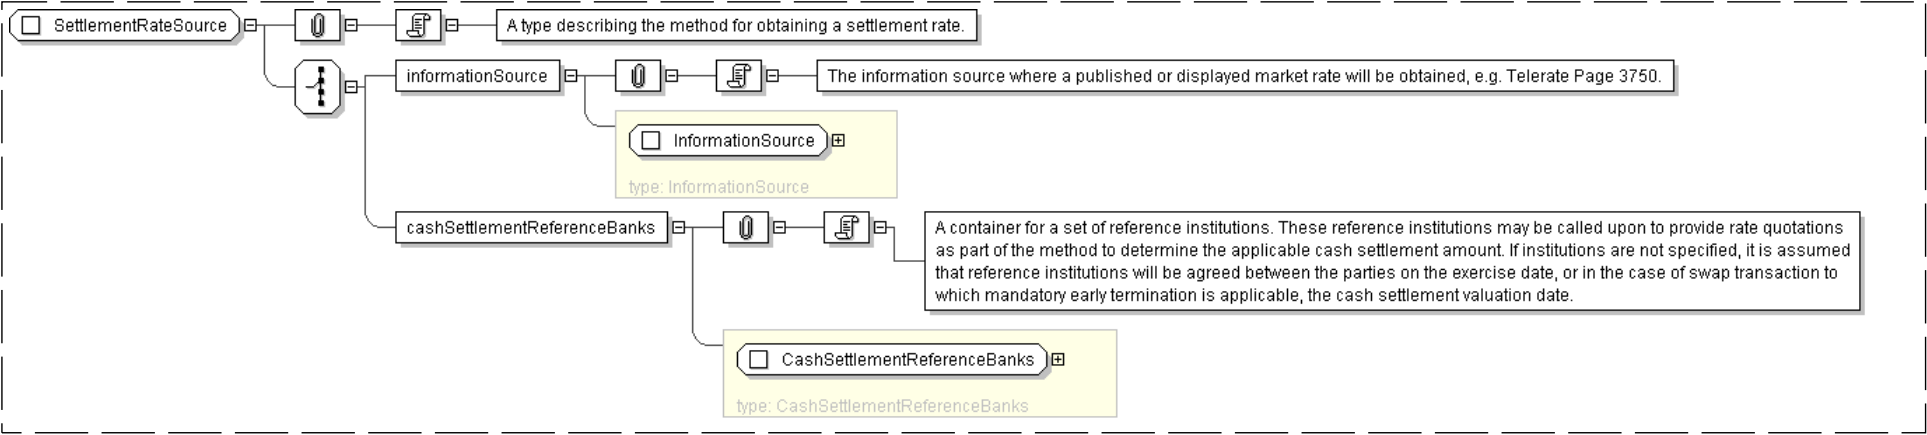 SettlementRateSource
A type describing the method for obtaining a settlement rate.
informationSource
The information source where a published or displayed market rate will be obtained, e.g. Telerate Page 3750.
InformationSource
type: InformationSource
cashSettlementReferenceBanks
A container for a set of reference institutions. These reference institutions may be called upon to provide rate quotations
as part of the method to determine the applicable cash settlement amount. If institutions are not specified, it is assumed
that reference institutions will be agreed between the parties on the exercise date, or in the case of swap transaction to
which mandatory early termination is applicable, the cash settlement valuation date.
CashSettlementReferenceBanks
type: CashSettlementReferenceBanks